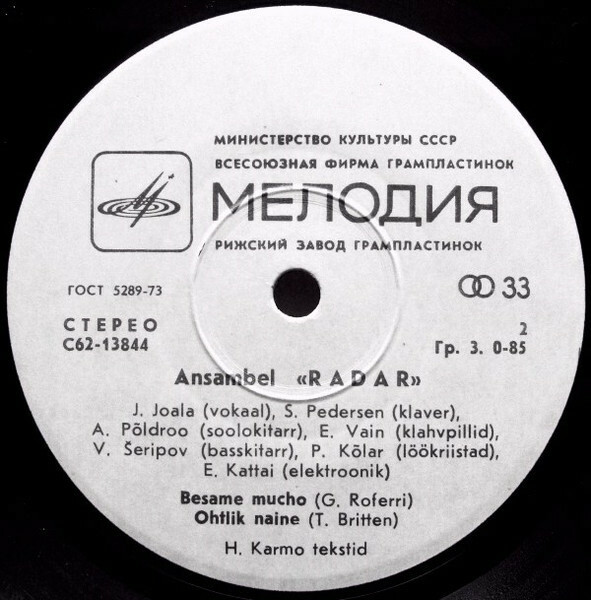 МИНИСТЕРСТВО КУЛЬТУРЫ СССР
ВСЕСОЮЗНАЯ ФИРМА ГРАМПЛАСТИНОК
МЕЛОДИЯ
РИЖСКИЙ ЗАВОД ГРАМПЛАСТИНОК
ГОСТ 5289-73
33
СТЕРЕО
2
С62-13844
Гр. 3. 0-85
Ansambel «RADAR»
J. Joala (vokaal), S. Pedersen (klaver),
A. Põldroo (soolokitarr), E. Vain (klahvpillid),
V. Šeripov (basskitarr), P. Kõlar (löökriistad),
E. Kattai (elektroonik)
Besame mucho (G. Roferri)
Ohtlik naine (T. Britten)
H. Karmo tekstid